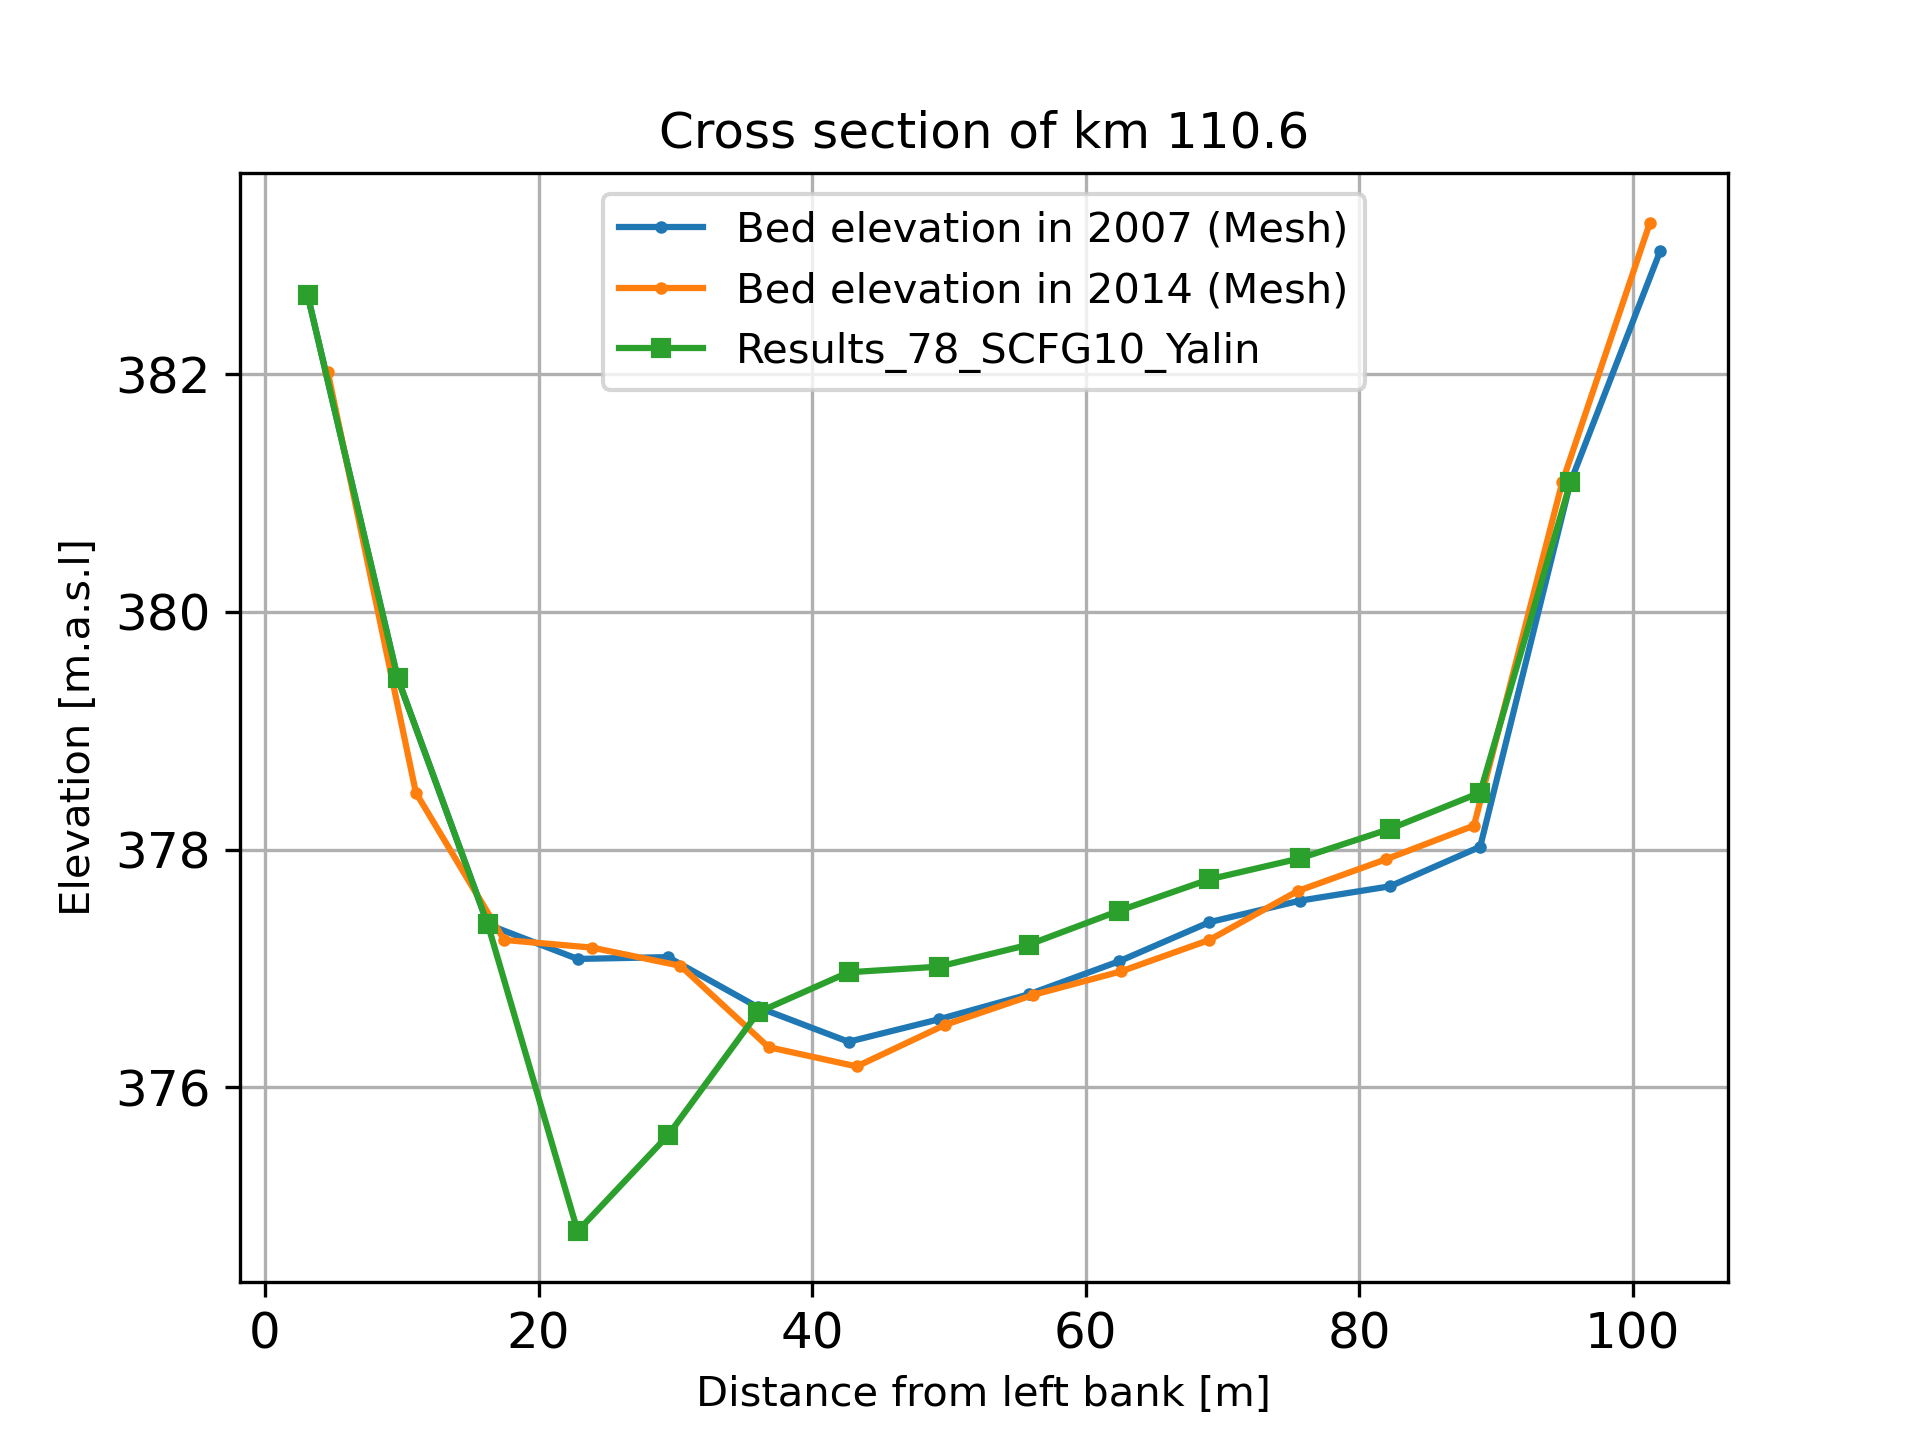 Cross section of km 110.6
Bed elevation in 2007 (Mesh)
Bed elevation in 2014 (Mesh)
Results_78_SCFG10_Yalin
Elevation [m.a.s.l]
382
380
378
376
0 20 40 60 80 100
Distance from left bank [m]